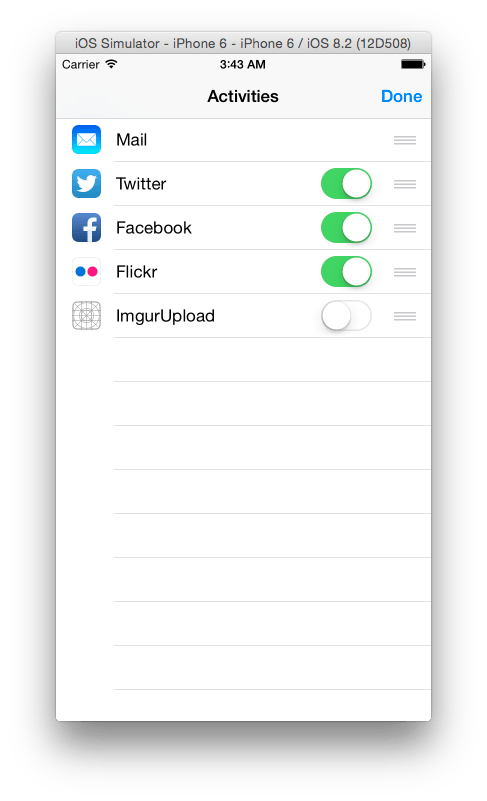 iOS Simulator - iPhone 6 - iPhone 6 / iOS 8.2 (12D508)
Carrier 3:43 AM
Activities Done
Mail
Twitter
Facebook
Flickr
ImgurUpload